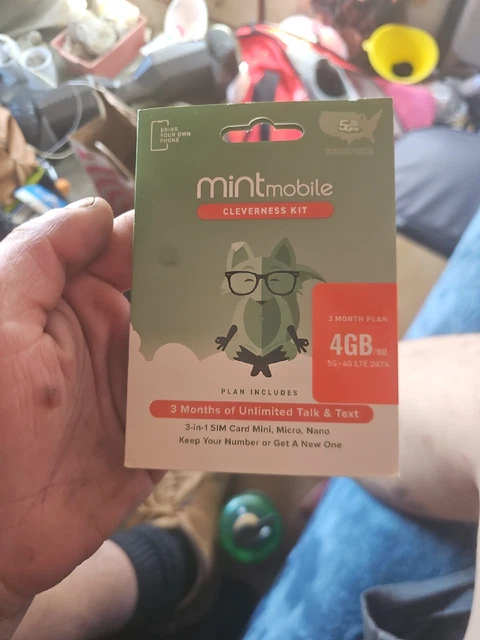 BRING
YOUR OWN
PHONE
5G
mintmobile
CLEVERNESS KIT
3 MONTH PLAN
4GB/MO
5G•4G LTE DATA
PLAN INCLUDES
3 Months of Unlimited Talk & Text
3-in-1 SIM Card Mini, Micro, Nano
Keep Your Number or Get A New One